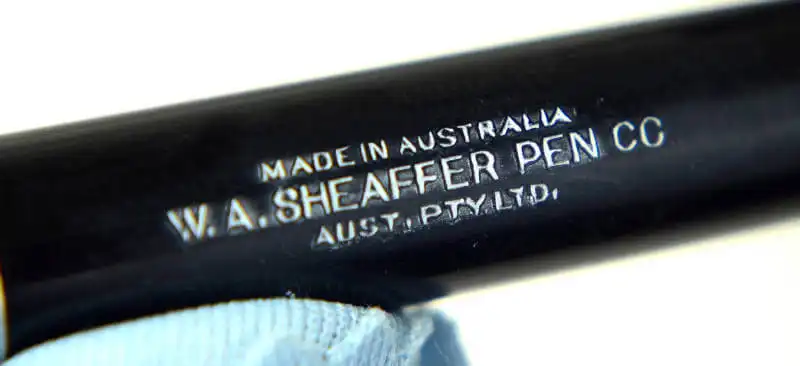 MADE IN AUSTRALIA
W. A. SHEAFFER PEN CO
AUST. PTY LTD.